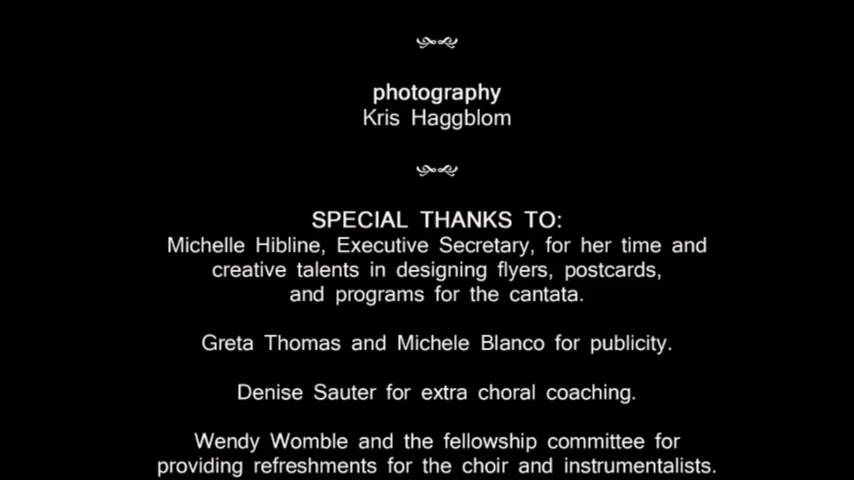 photography
Kris Haggblom
SPECIAL THANKS TO:
Michelle Hibline, Executive Secretary, for her time and
creative talents in designing flyers, postcards,
and programs for the cantata.
Greta Thomas and Michele Blanco for publicity.
Denise Sauter for extra choral coaching.
Wendy Womble and the fellowship committee for
providing refreshments for the choir and instrumentalists.